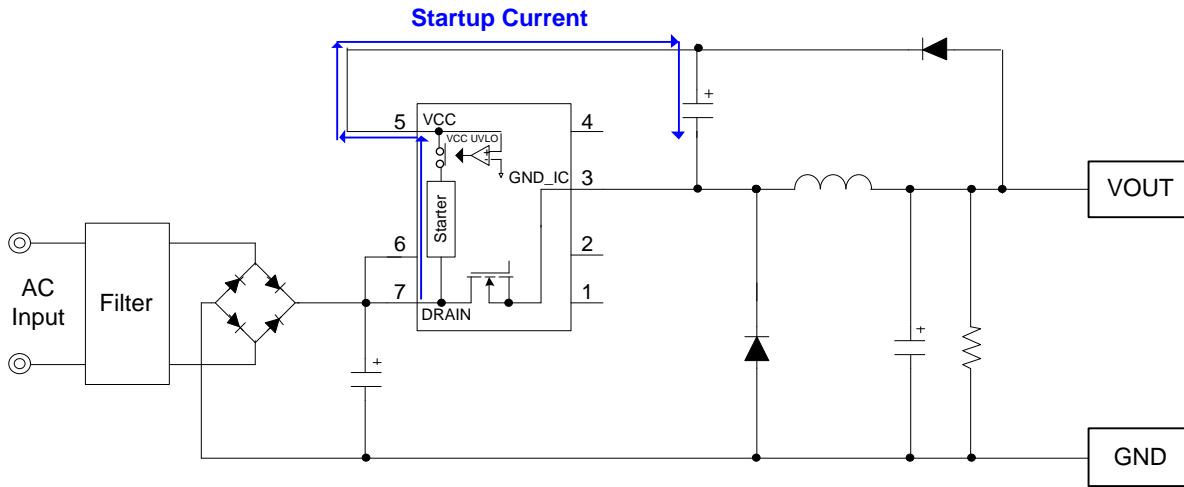 Startup Current
5
VCC
4
VCC UVLO
GND_IC
3
VOUT
Starter
6
2
AC
Input
Filter
7
1
DRAIN
GND
+
+
+
+